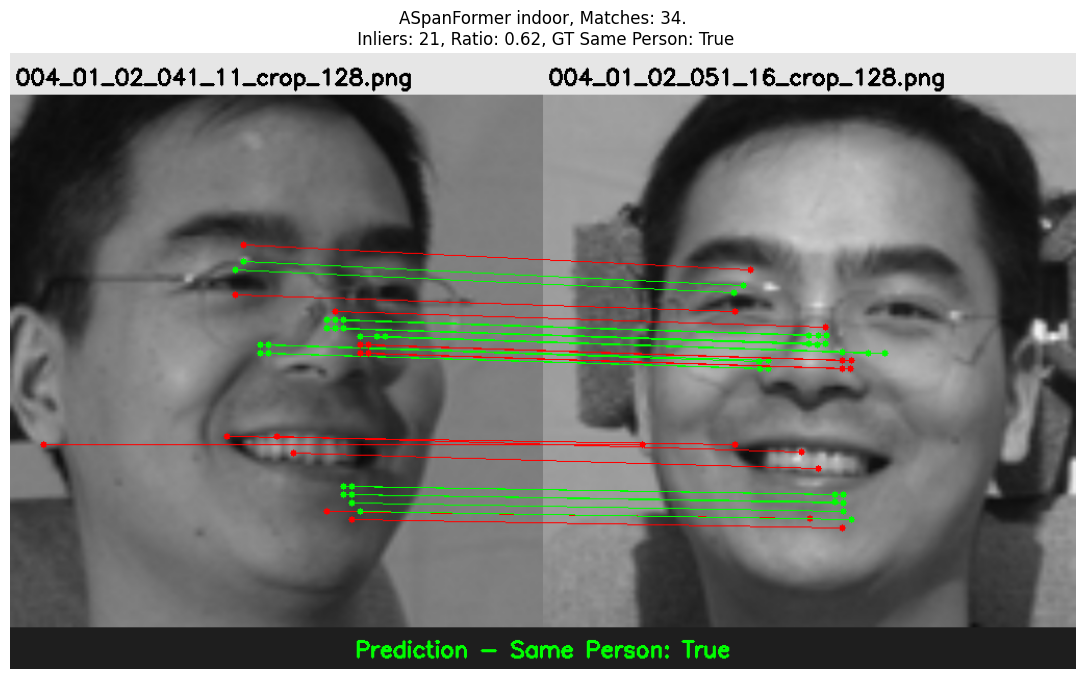 ASpanFormer indoor, Matches: 34.
Inliers: 21, Ratio: 0.62, GT Same Person: True
004_01_02_041_11_crop_128.png
004_01_02_051_16_crop_128.png
Prediction - Same Person: True